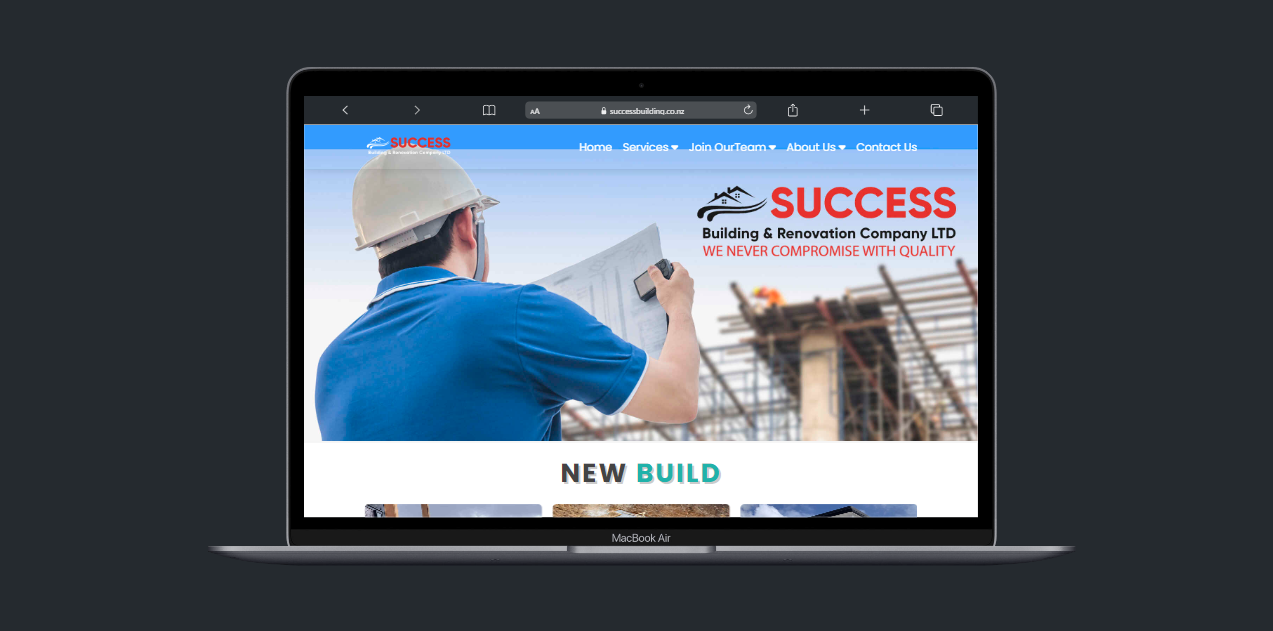 AA successbuilding.co.nz
SUCCESS
Building & Renovation Company LTD
Home Services Join OurTeam About Us Contact Us
SUCCESS
Building & Renovation Company LTD
WE NEVER COMPROMISE WITH QUALITY
NEW BUILD
MacBook Air